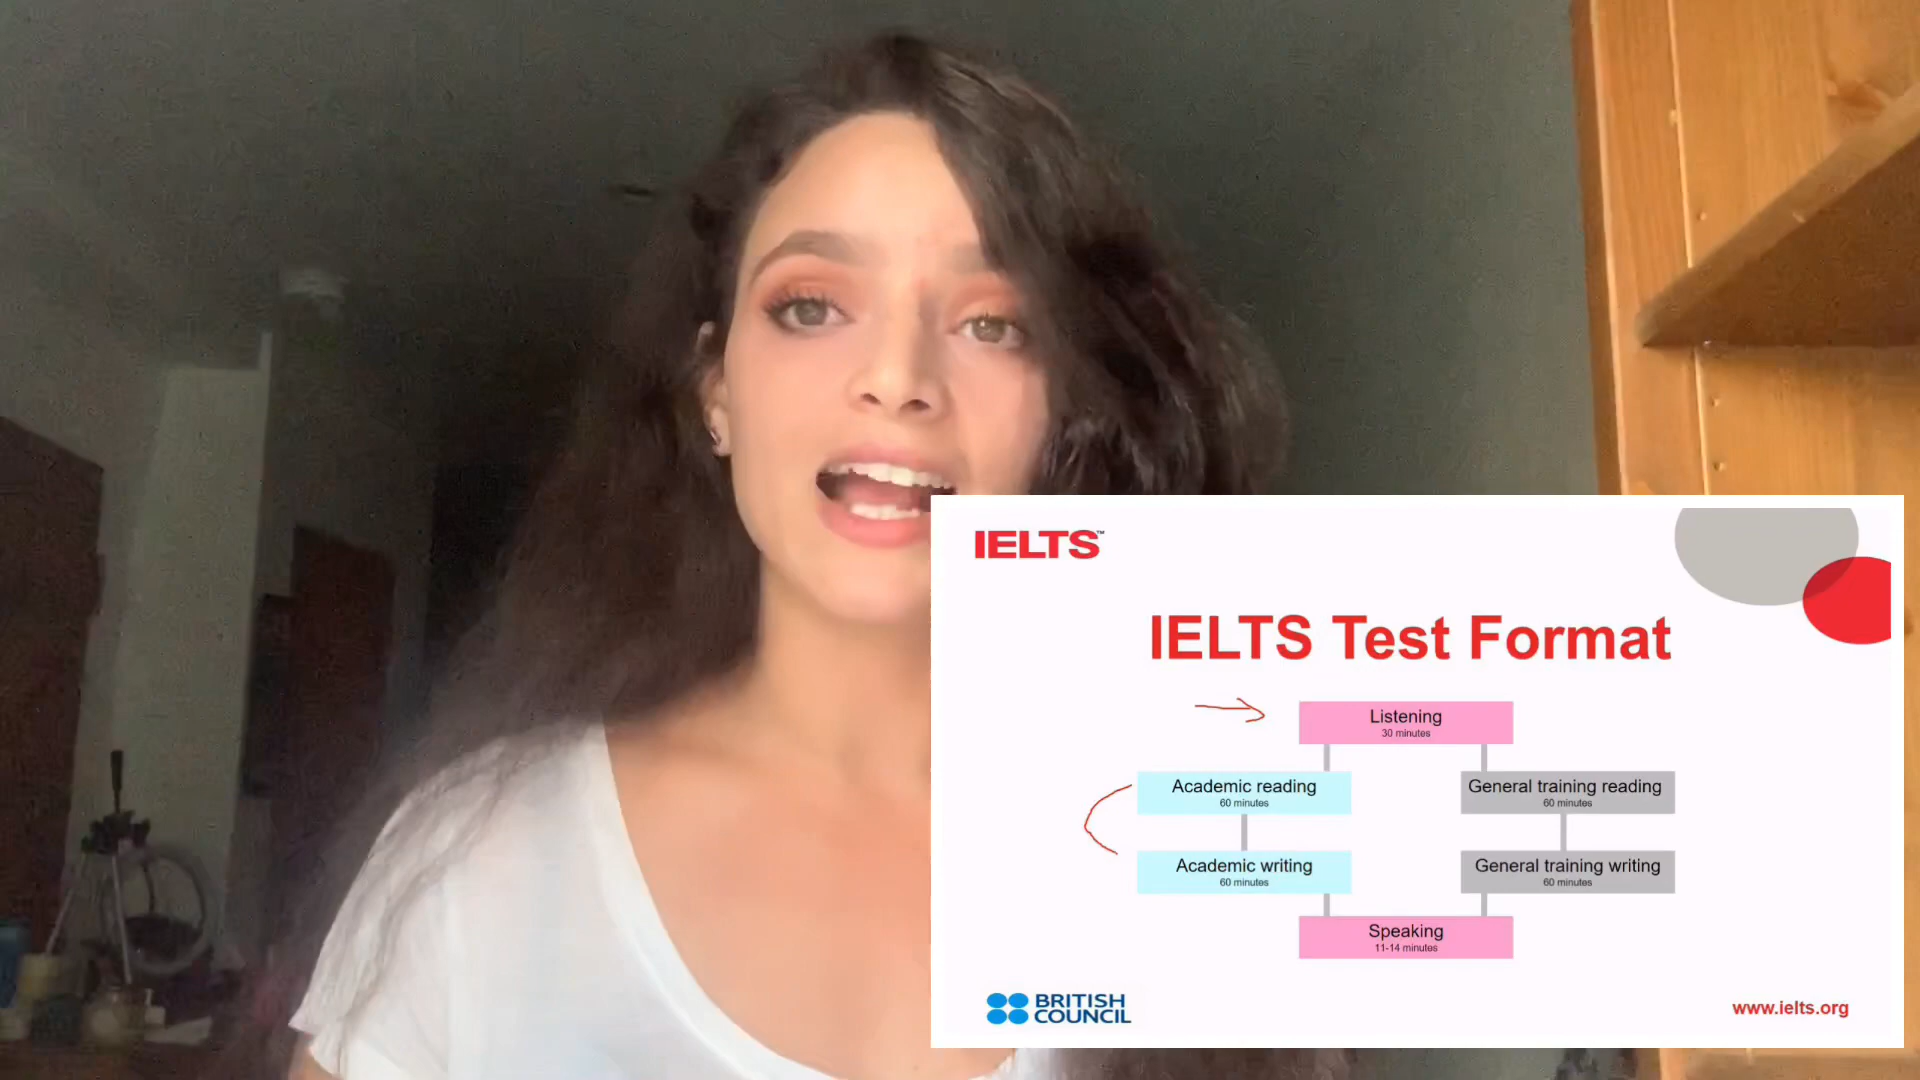 IELTS™
IELTS Test Format
Listening
30 minutes
Academic reading
60 minutes
General training reading
60 minutes
Academic writing
60 minutes
General training writing
60 minutes
Speaking
11-14 minutes
BRITISH
COUNCIL
www.ielts.org